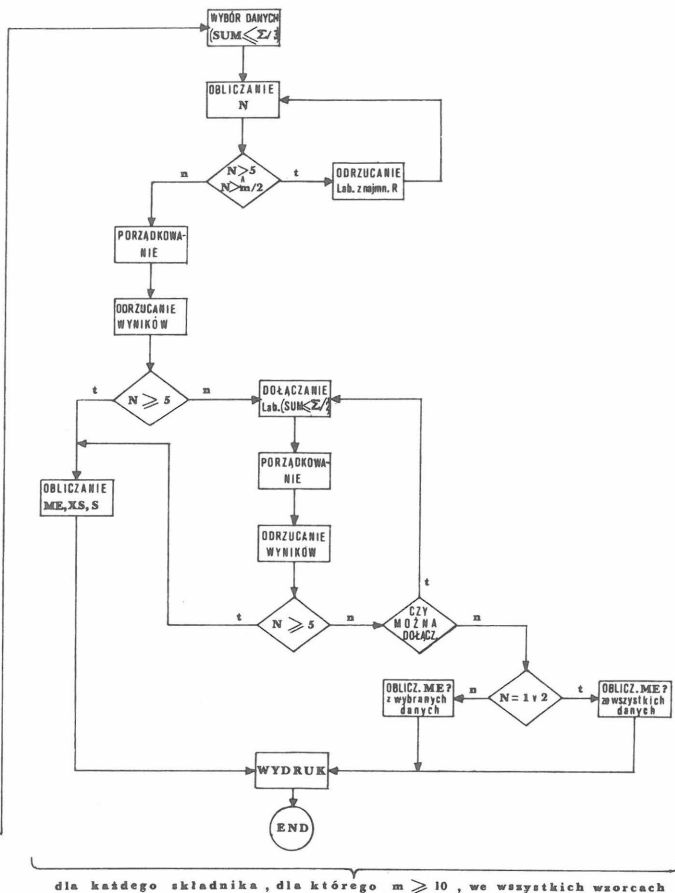 WYBÓR DANYCH
(SUM ⩽ Σ/3)
OBLICZANIE
N
N>5
∧
N>m/2
n
t
ODRZUCANIE
Lab. z najmn. R
PORZĄDKOWA-
NIE
ODRZUCANIE
WYNIKÓW
t
N ⩾ 5
n
DOŁĄCZANIE
Lab.(SUM⩽Σ/2)
PORZĄDKOWA-
NIE
OBLICZANIE
ME, XS, S
ODRZUCANIE
WYNIKÓW
t
t
N ⩾ 5
n
CZY
MOŻNA
DOŁĄCZ.
n
OBLICZ. ME?
z wybranych
danych
n
N = 1 v 2
t
OBLICZ. ME?
ze wszystkich
danych
WYDRUK
END
dla każdego składnika , dla którego m ⩾ 10 , we wszystkich wzorcach